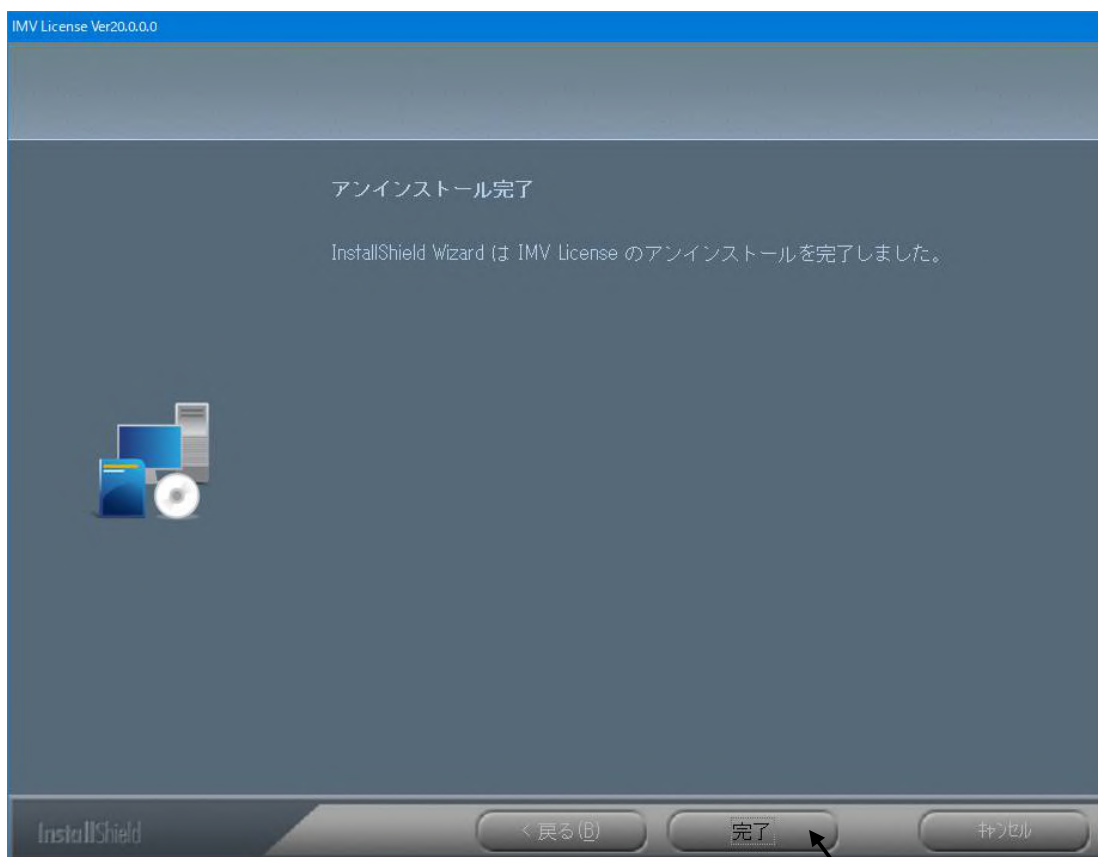 IMV License Ver20.0.0.0
アンインストール完了
InstallShield Wizard は IMV License のアンインストールを完了しました。
InstallShield
< 戻る(B)
完了
キャンセル